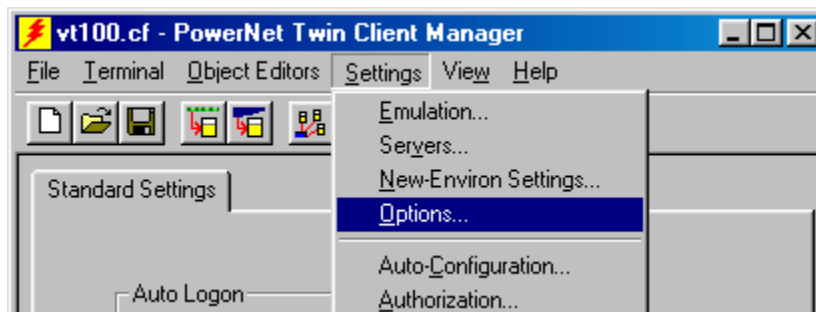 vt100.cf - PowerNet Twin Client Manager
File Terminal Object Editors Settings View Help
Emulation...
Servers...
New-Environ Settings...
Options...
Standard Settings
Auto-Configuration...
Auto Logon
Authorization...